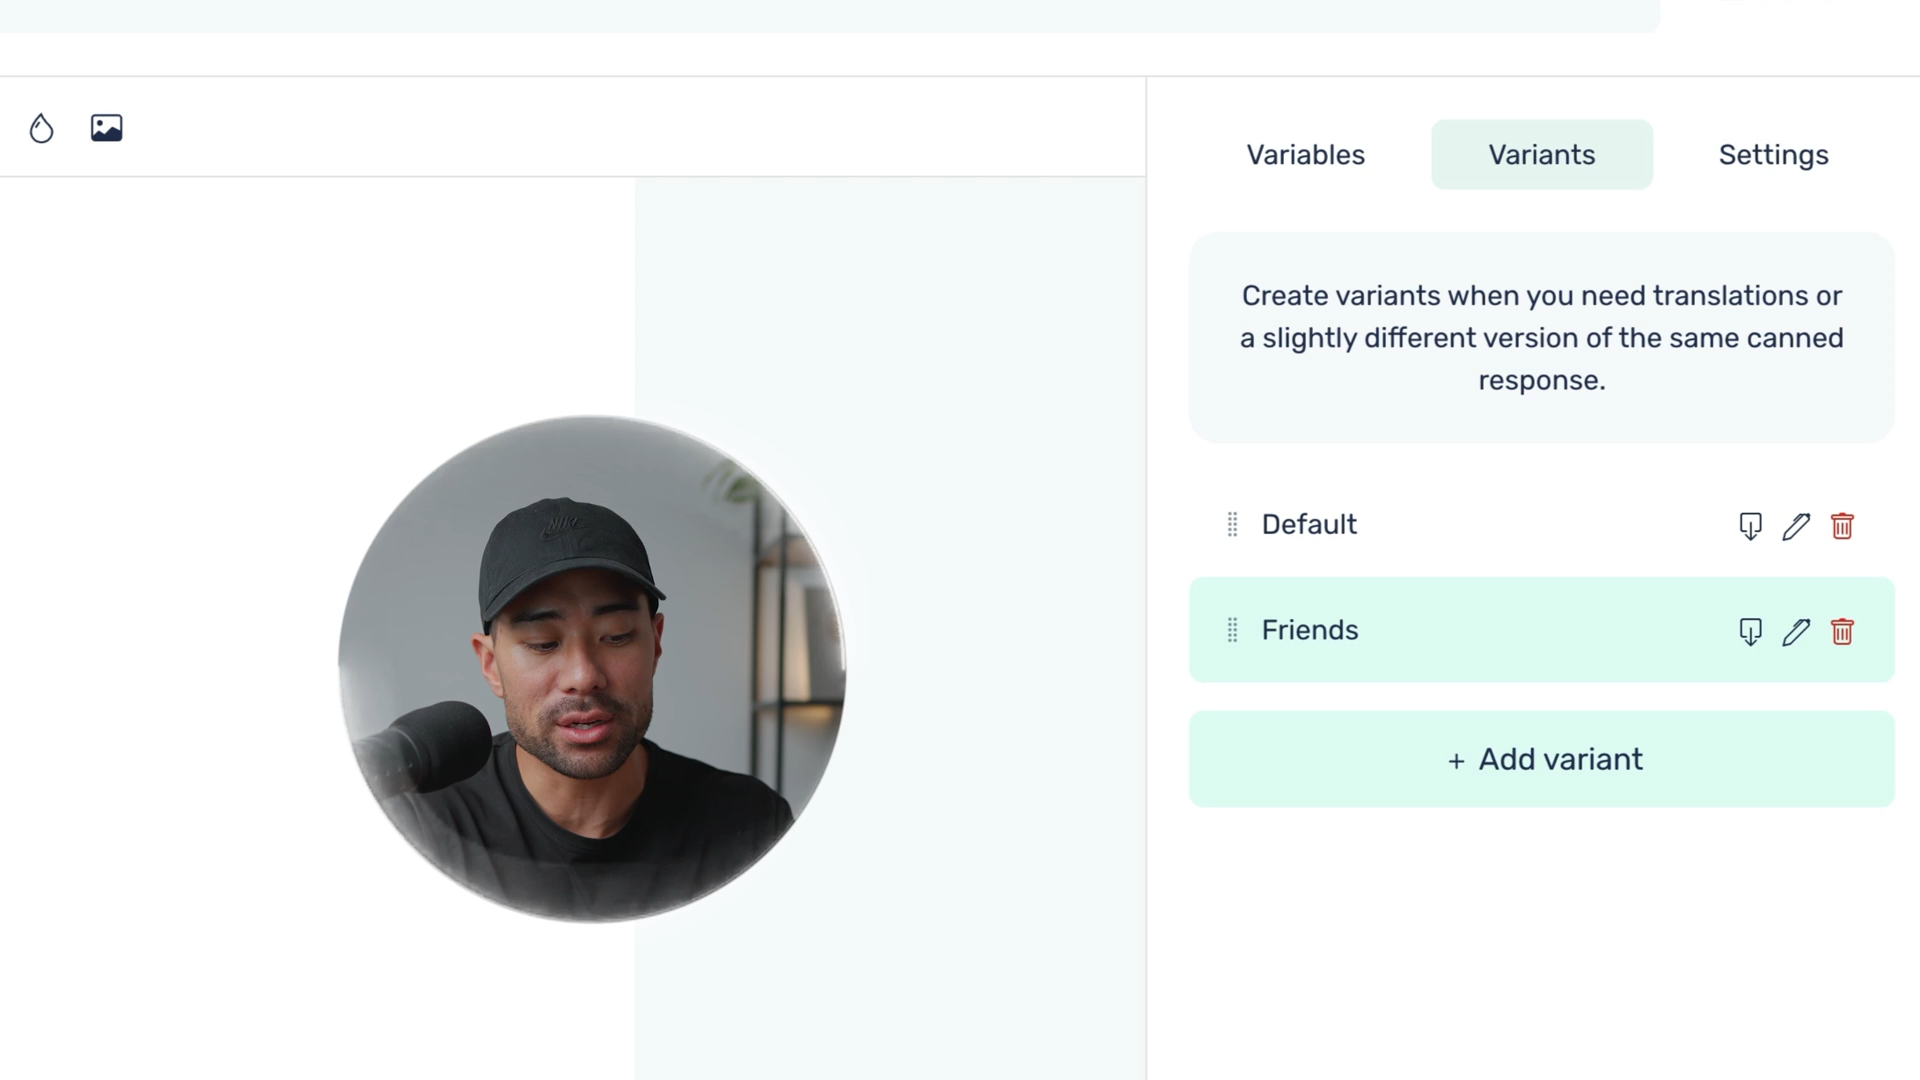 Variables
Variants
Settings
Create variants when you need translations or
a slightly different version of the same canned
response.
Default
Friends
+ Add variant
NIKE